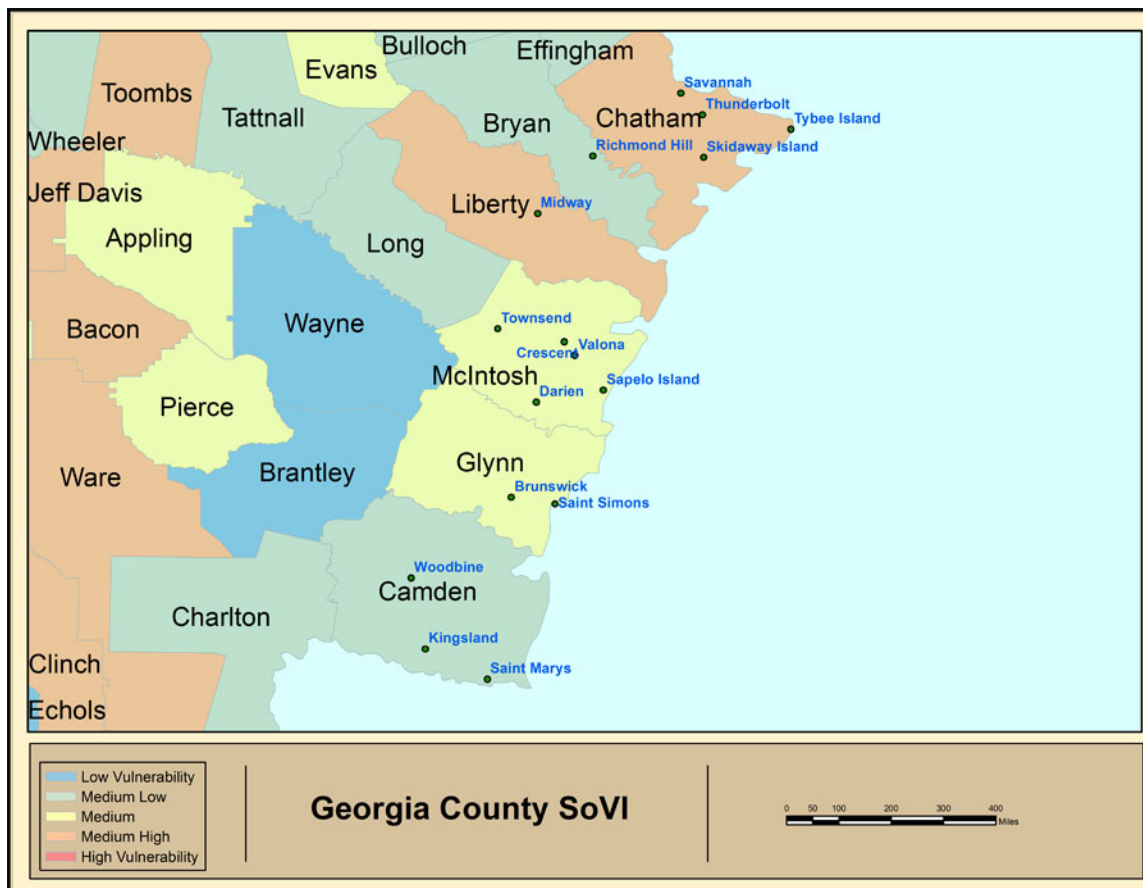 Bulloch
Effingham
Evans
Toombs
Savannah
Tattnall
Thunderbolt
Chatham
Bryan
Tybee Island
Wheeler
Richmond Hill
Skidaway Island
Jeff Davis
Liberty
Midway
Appling
Long
Wayne
Townsend
Bacon
Valona
Crescent
McIntosh
Sapelo Island
Darien
Pierce
Glynn
Ware
Brantley
Brunswick
Saint Simons
Woodbine
Camden
Charlton
Kingsland
Clinch
Saint Marys
Echols
Low Vulnerability
Medium Low
Medium
Medium High
High Vulnerability
Georgia County SoVI
0 50 100 200 300 400
Miles